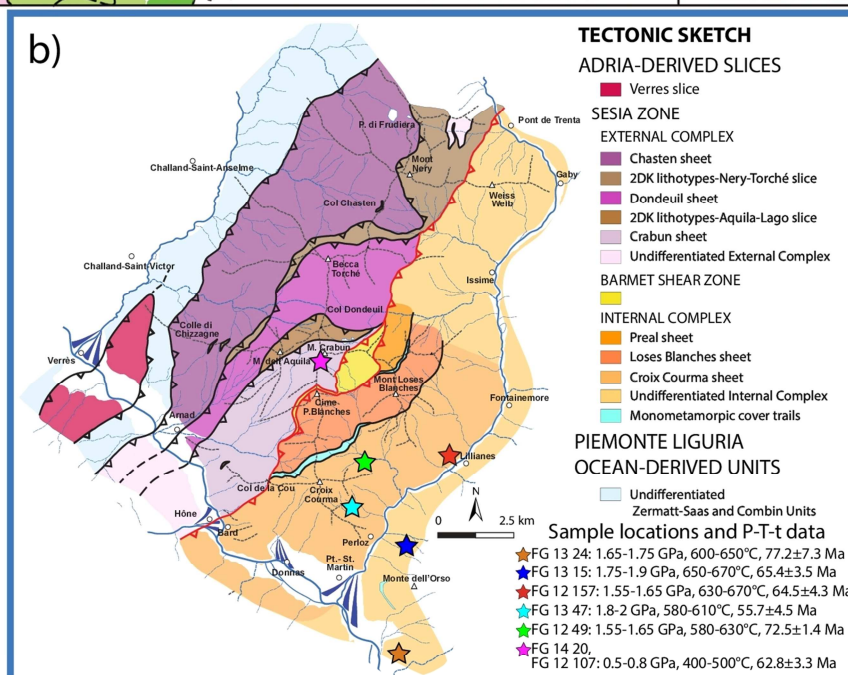 b)
TECTONIC SKETCH
ADRIA-DERIVED SLICES
Verres slice
SESIA ZONE
EXTERNAL COMPLEX
Chasten sheet
2DK lithotypes-Nery-Torché slice
Dondeuil sheet
2DK lithotypes-Aquila-Lago slice
Crabun sheet
Undifferentiated External Complex
BARMET SHEAR ZONE
INTERNAL COMPLEX
Preal sheet
Loses Blanches sheet
Croix Courma sheet
Undifferentiated Internal Complex
Monometamorpic cover trails
PIEMONTE LIGURIA
OCEAN-DERIVED UNITS
Undifferentiated
Zermatt-Saas and Combin Units
Sample locations and P-T-t data
FG 13 24: 1.65-1.75 GPa, 600-650°C, 77.2±7.3 Ma
FG 13 15: 1.75-1.9 GPa, 650-670°C, 65.4±3.5 Ma
FG 12 157: 1.55-1.65 GPa, 630-670°C, 64.5±4.3 Ma
FG 13 47: 1.8-2 GPa, 580-610°C, 55.7±4.5 Ma
FG 12 49: 1.55-1.65 GPa, 580-630°C, 72.5±1.4 Ma
FG 14 20,
FG 12 107: 0.5-0.8 GPa, 400-500°C, 62.8±3.3 Ma
P. di Frudiera
Pont de Trenta
Challand-Saint-Anselme
Mont
Nery
Gaby
Weiss
Weib
Col Chasten
Challand-Saint-Victor
Becca
Torché
Issime
Col Dondeuil
Colle di
Chizzagne
Verrès
M. Crabun
M. dell'Aquila
Mont Loses
Blanches
Cime
P.Blanches
Fontainemore
Arnad
Lillianes
Col de la Cou
Croix
Courma
N
0
2.5 km
Hône
Bard
Perloz
Donnas
Pt.- St.
Martin
Monte dell'Orso